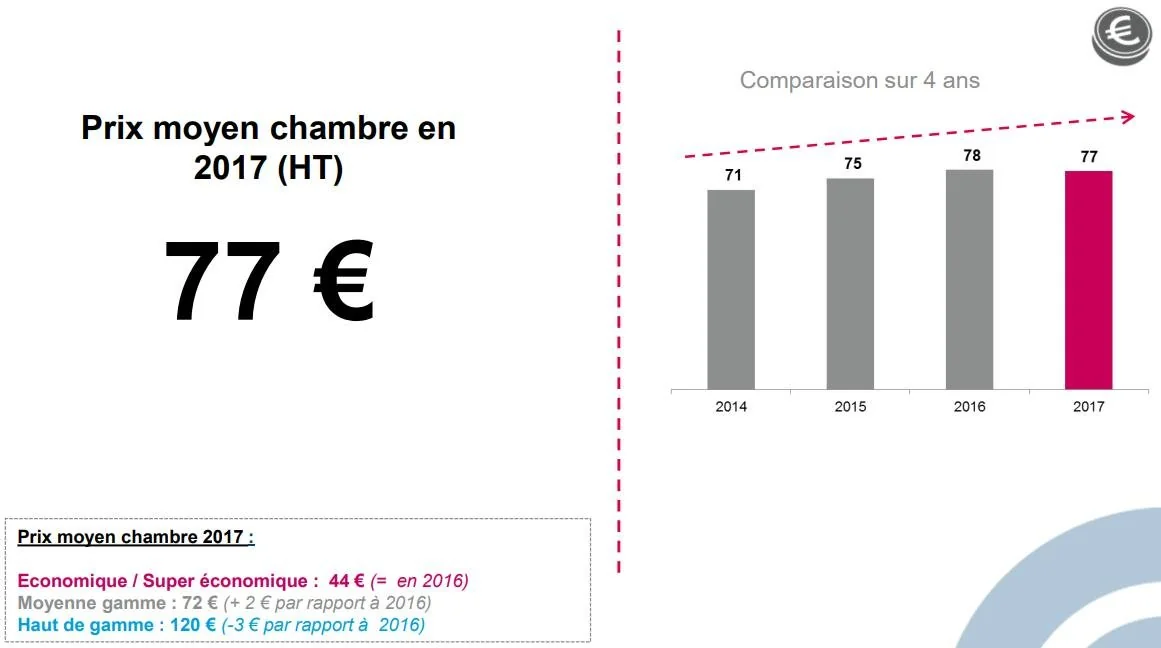 Prix moyen chambre en
2017 (HT)
77 €
Prix moyen chambre 2017 :
Economique / Super économique : 44 € (= en 2016)
Moyenne gamme : 72 € (+ 2 € par rapport à 2016)
Haut de gamme : 120 € (-3 € par rapport à 2016)
€
Comparaison sur 4 ans
71
75
78
77
2014
2015
2016
2017